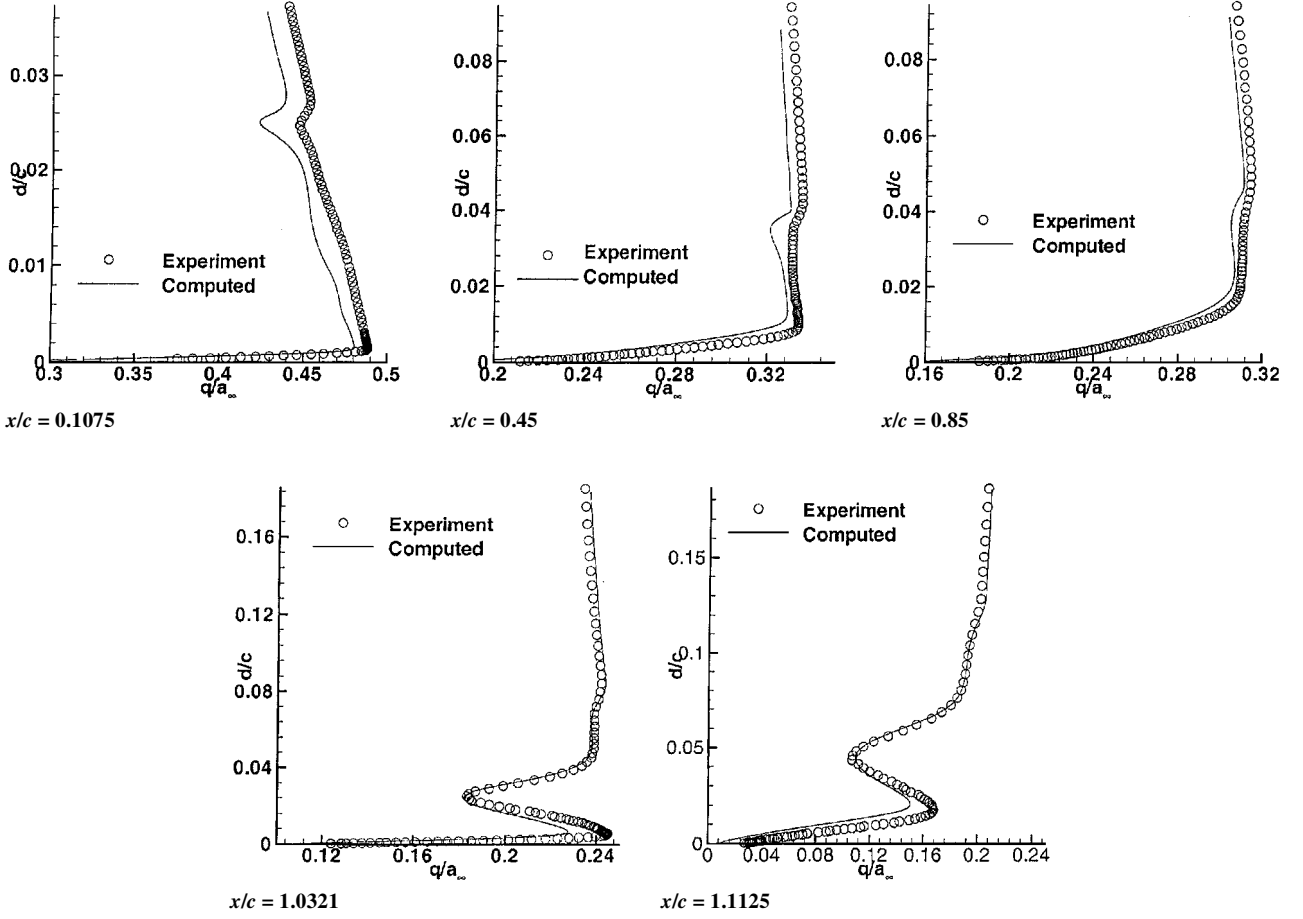 0.03
0.02
0.01
0
d/c
Experiment
Computed
0.3
0.35
0.4
0.45
0.5
q/a∞
x/c = 0.1075
0.08
0.06
0.04
0.02
0
d/c
Experiment
Computed
0.2
0.24
0.28
0.32
q/a∞
x/c = 0.45
0.08
0.06
0.04
0.02
0
d/c
Experiment
Computed
0.16
0.2
0.24
0.28
0.32
q/a∞
x/c = 0.85
0.16
0.12
0.08
0.04
0
d/c
Experiment
Computed
0.12
0.16
0.2
0.24
q/a∞
x/c = 1.0321
0.15
0.1
0.05
0
d/c
Experiment
Computed
0
0.04
0.08
0.12
0.16
0.2
0.24
q/a∞
x/c = 1.1125